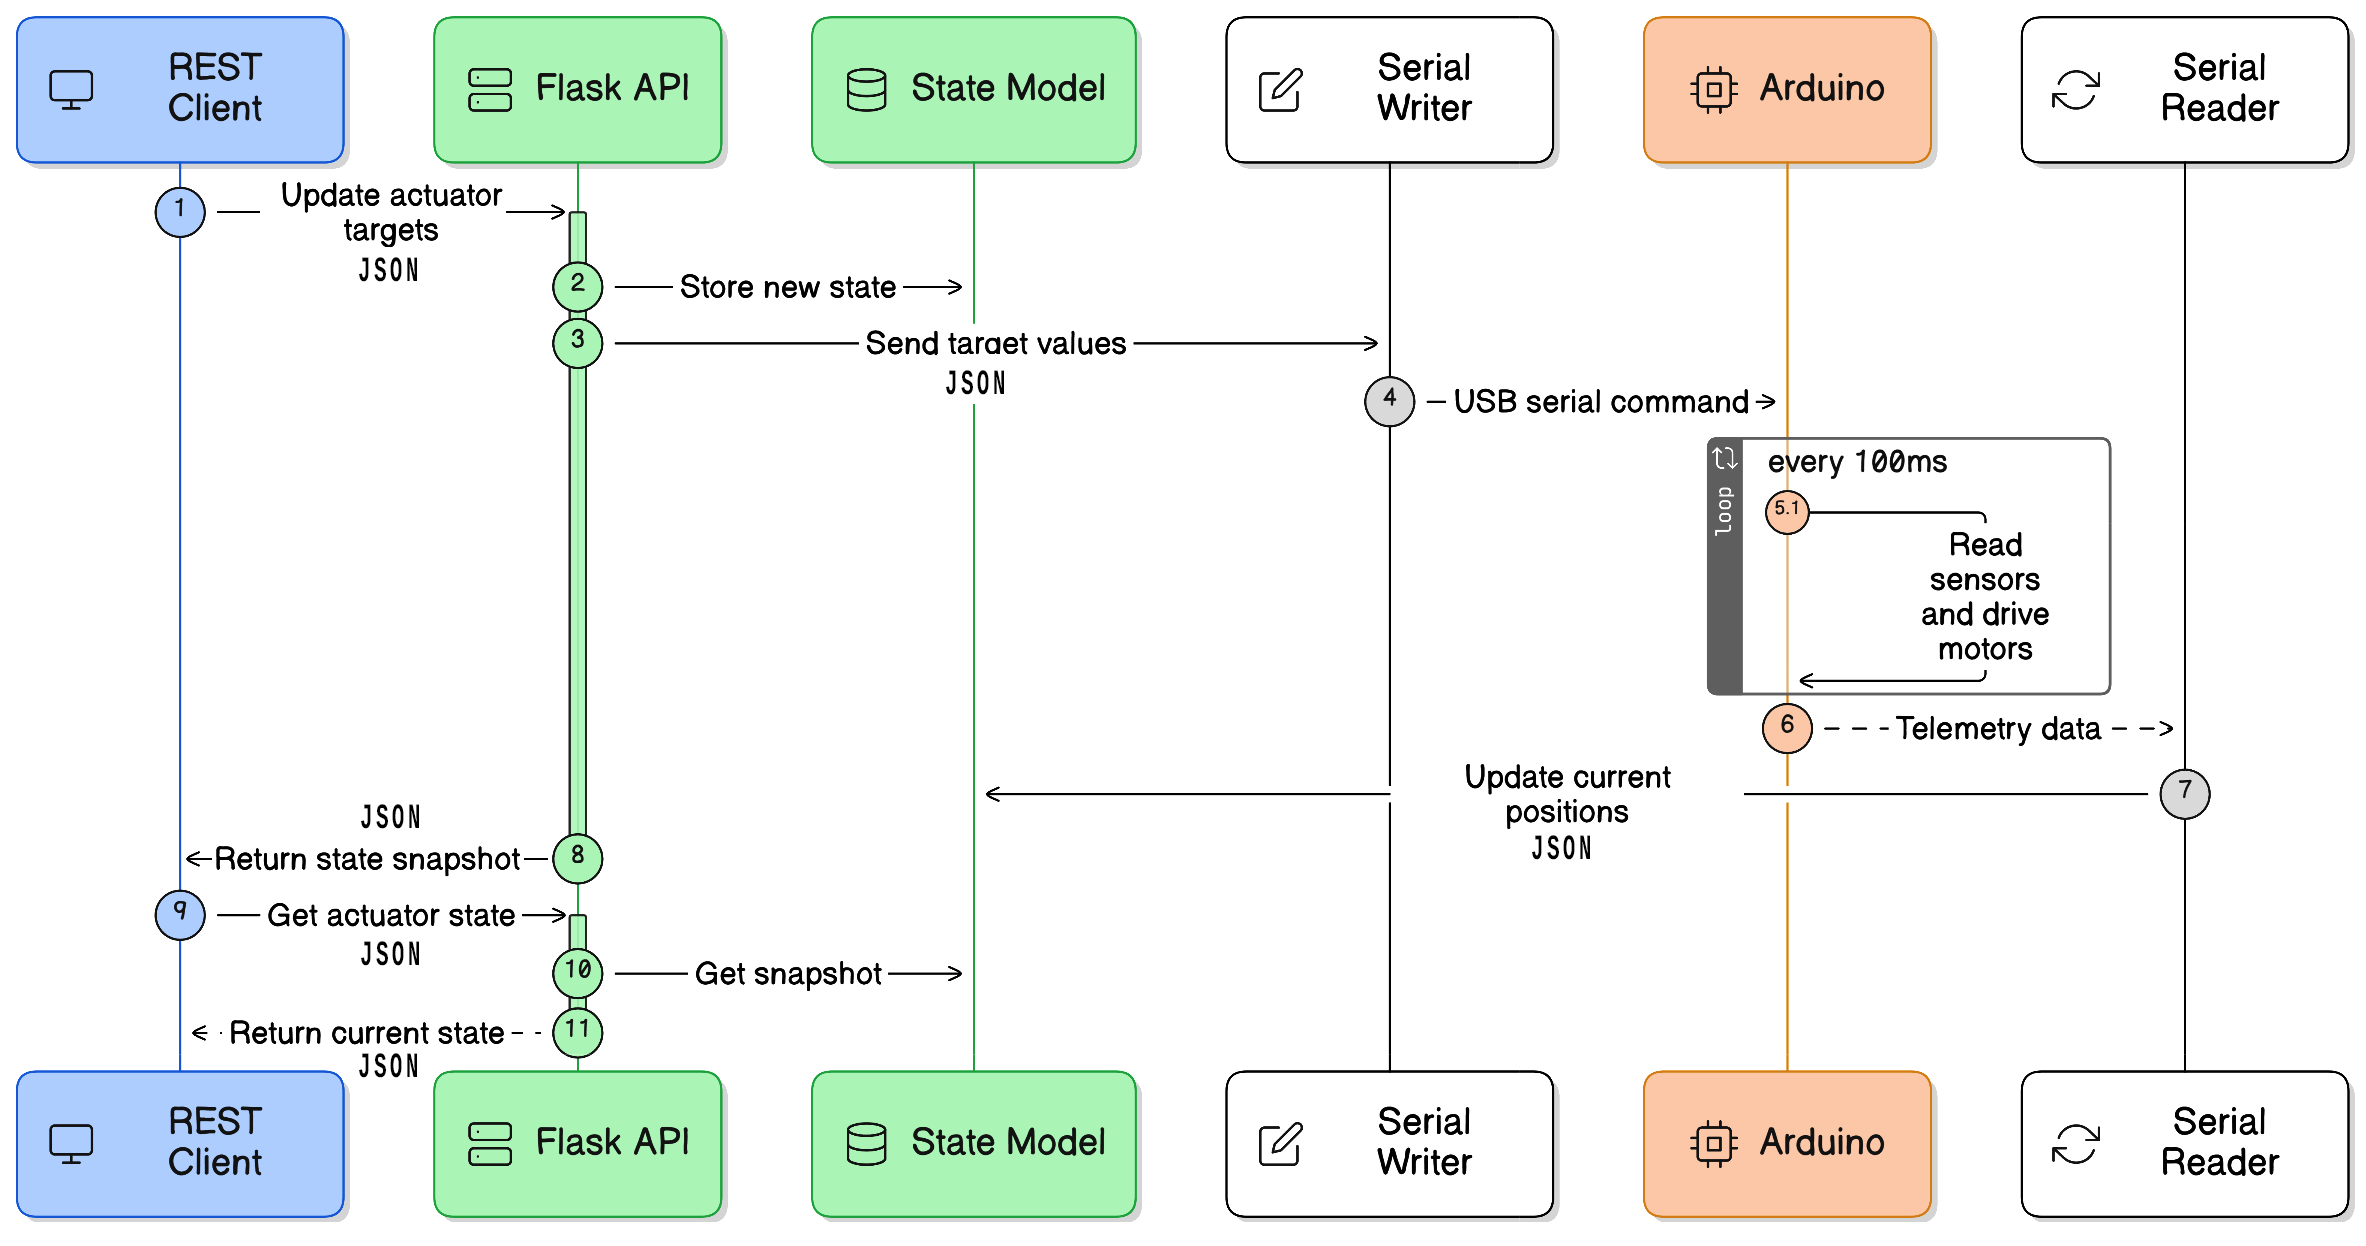 REST
Client
Flask API
State Model
Serial
Writer
Arduino
Serial
Reader
1
Update actuator
targets
JSON
2
Store new state
3
Send target values
JSON
4
USB serial command
loop
every 100ms
5.1
Read
sensors
and drive
motors
6
Telemetry data
7
Update current
positions
JSON
JSON
8
Return state snapshot
9
Get actuator state
JSON
10
Get snapshot
11
Return current state
JSON
REST
Client
Flask API
State Model
Serial
Writer
Arduino
Serial
Reader